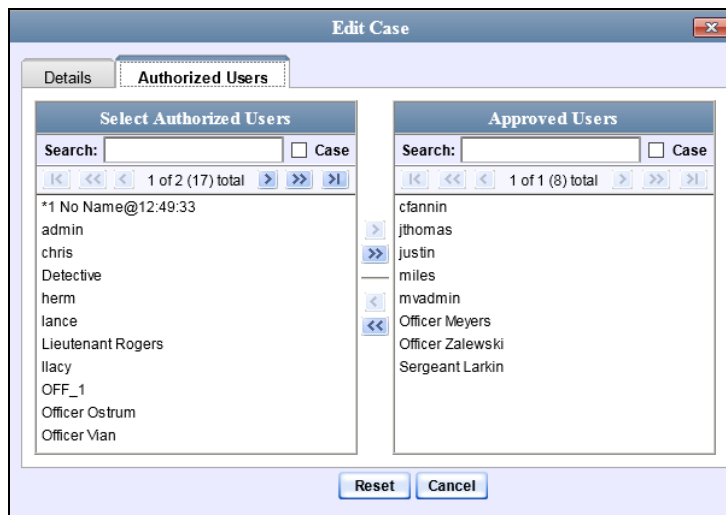 Edit Case
Details
Authorized Users
Select Authorized Users
Search:
Case
1 of 2 (17) total
*1 No Name@12:49:33
admin
chris
Detective
herm
lance
Lieutenant Rogers
llacy
OFF_1
Officer Ostrum
Officer Vian
Approved Users
Search:
Case
1 of 1 (8) total
cfannin
jthomas
justin
miles
mvadmin
Officer Meyers
Officer Zalewski
Sergeant Larkin
Reset
Cancel